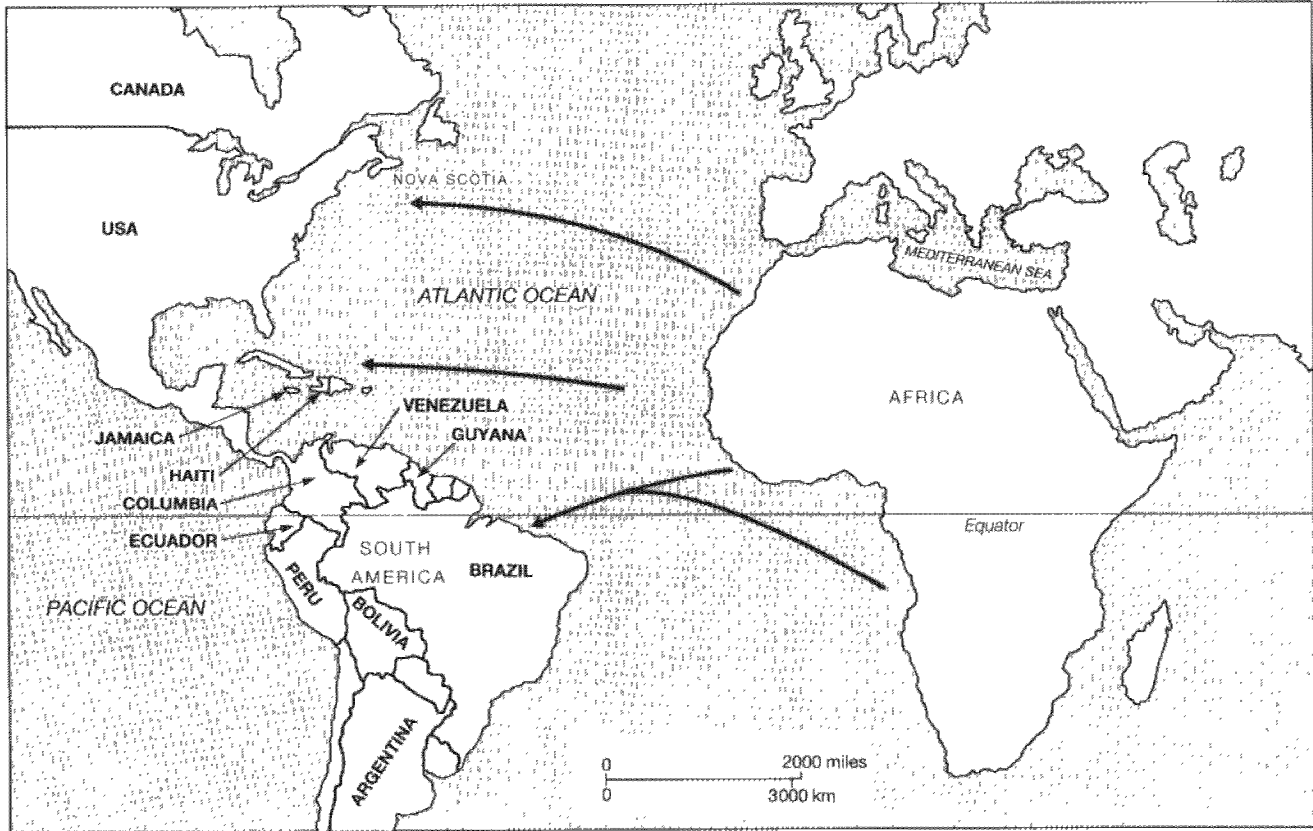 CANADA
NOVA SCOTIA
USA
MEDITERRANEAN SEA
ATLANTIC OCEAN
AFRICA
VENEZUELA
JAMAICA
GUYANA
HAITI
COLUMBIA
Equator
ECUADOR
SOUTH
AMERICA
BRAZIL
PERU
PACIFIC OCEAN
BOLIVIA
ARGENTINA
0 2000 miles
0 3000 km